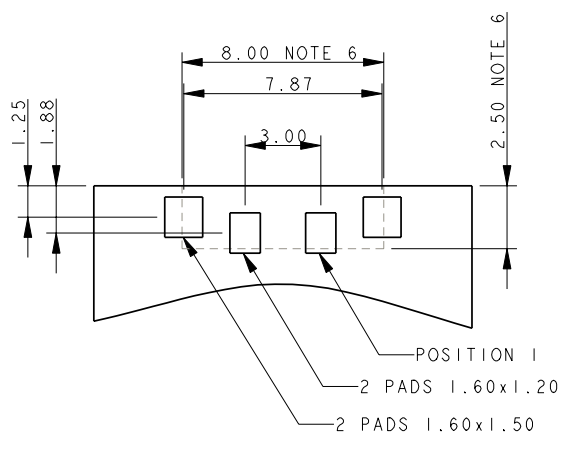 8.00 NOTE 6
7.87
3.00
1.25
1.88
2.50 NOTE 6
POSITION 1
2 PADS 1.60x1.20
2 PADS 1.60x1.50